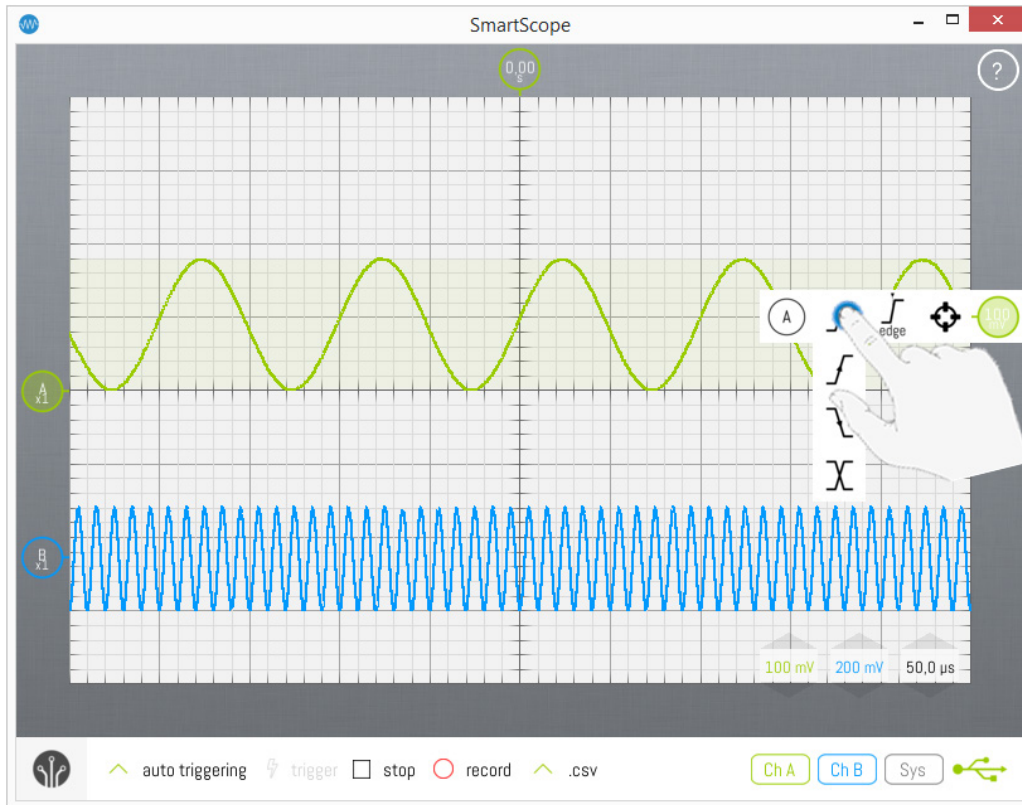 SmartScope
0,00
s
?
A
edge
100
mV
A
x1
B
x1
100 mV
200 mV
50,0 µs
auto triggering
trigger
stop
record
.csv
Ch A
Ch B
Sys